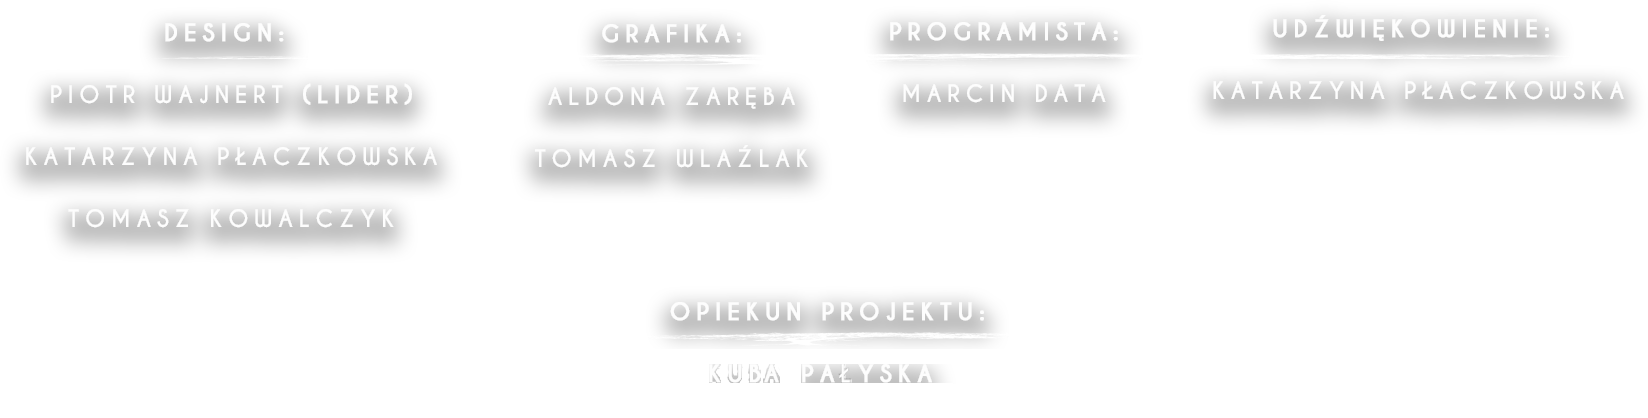 DESIGN:
PIOTR WAJNERT (LIDER)
KATARZYNA PŁACZKOWSKA
TOMASZ KOWALCZYK
GRAFIKA:
ALDONA ZARĘBA
TOMASZ WLAŹLAK
PROGRAMISTA:
MARCIN DATA
UDŹWIĘKOWIENIE:
KATARZYNA PŁACZKOWSKA
OPIEKUN PROJEKTU:
KUBA PAŁYSKA